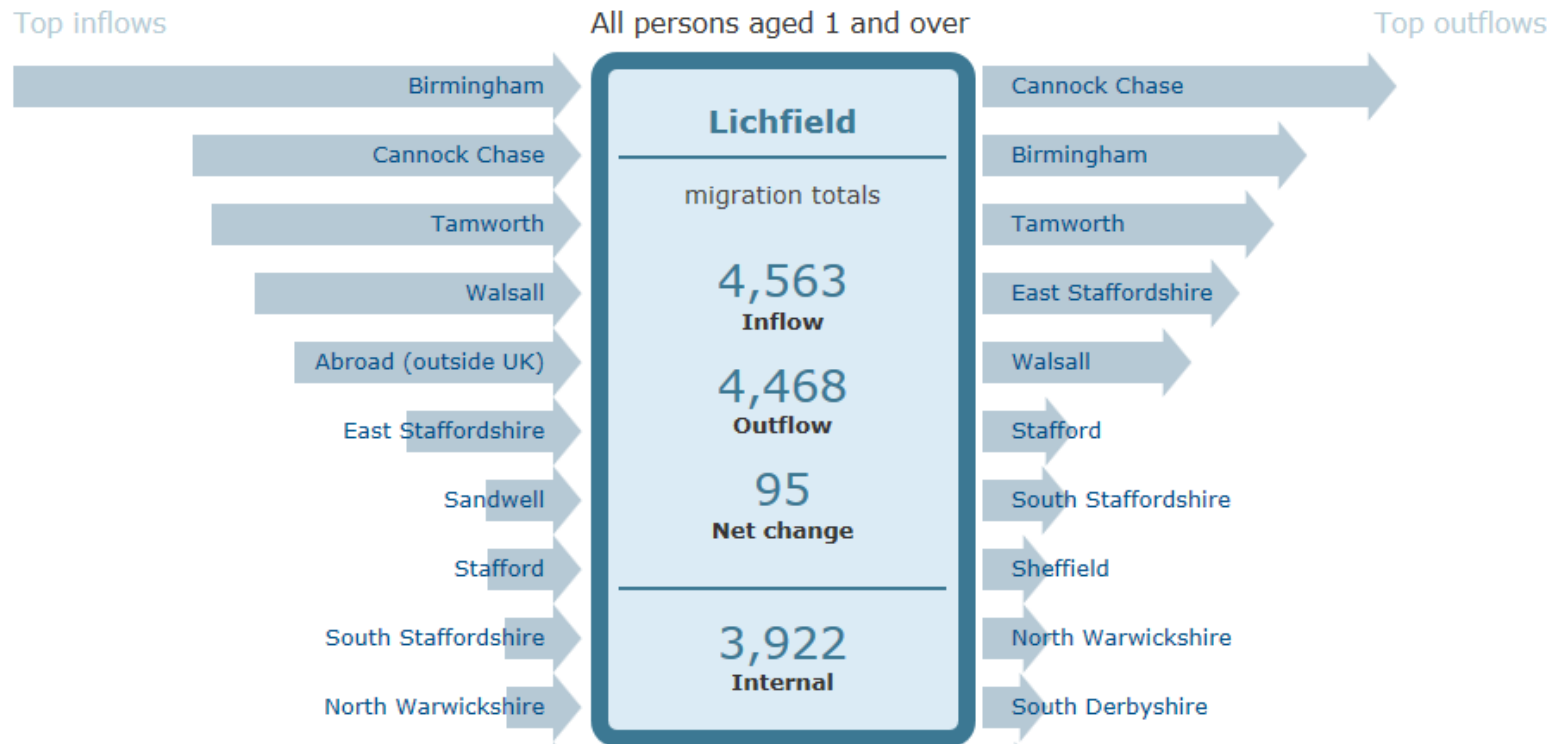 Top inflows
All persons aged 1 and over
Top outflows
Birmingham
Cannock Chase
Tamworth
Walsall
Abroad (outside UK)
East Staffordshire
Sandwell
Stafford
South Staffordshire
North Warwickshire
Lichfield
migration totals
4,563
Inflow
4,468
Outflow
95
Net change
3,922
Internal
Cannock Chase
Birmingham
Tamworth
East Staffordshire
Walsall
Stafford
South Staffordshire
Sheffield
North Warwickshire
South Derbyshire